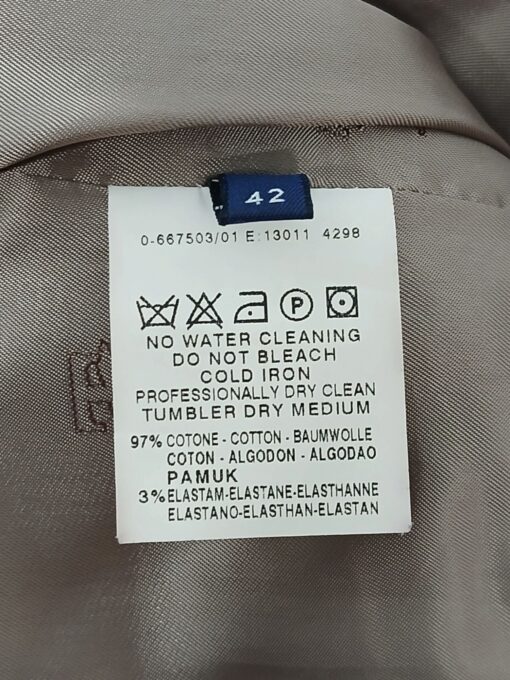 42
0-667503/01 E:13011 4298
P
NO WATER CLEANING
DO NOT BLEACH
COLD IRON
PROFESSIONALLY DRY CLEAN
TUMBLER DRY MEDIUM
97% COTONE - COTTON - BAUMWOLLE
COTON - ALGODON - ALGODAO
PAMUK
3% ELASTAM-ELASTANE-ELASTHANNE
ELASTANO-ELASTHAN-ELASTAN